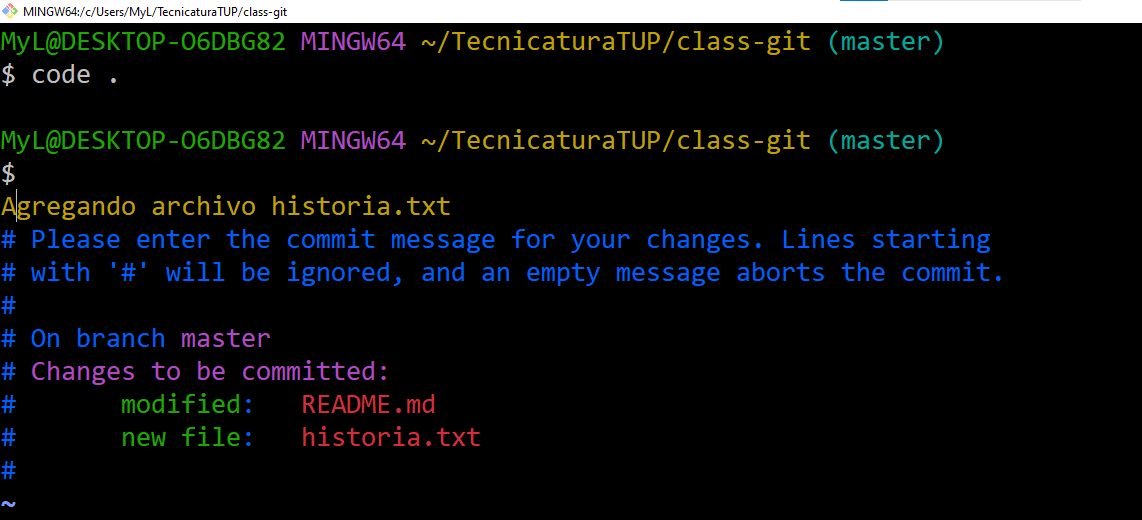 MINGW64:/c/Users/MyL/TecnicaturaTUP/class-git
MyL@DESKTOP-O6DBG82 MINGW64 ~/TecnicaturaTUP/class-git (master)
$ code .
MyL@DESKTOP-O6DBG82 MINGW64 ~/TecnicaturaTUP/class-git (master)
$
Agregando archivo historia.txt
# Please enter the commit message for your changes. Lines starting
# with '#' will be ignored, and an empty message aborts the commit.
#
# On branch master
# Changes to be committed:
#       modified:   README.md
#       new file:   historia.txt
#
~